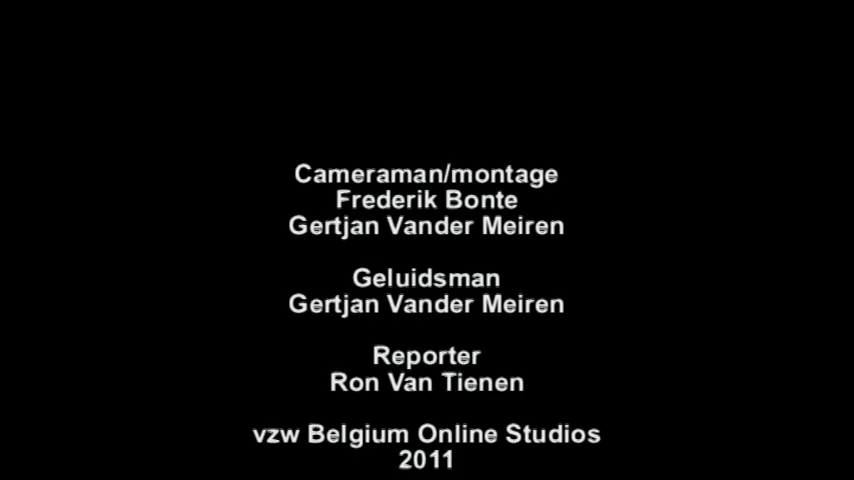 Cameraman/montage
Frederik Bonte
Gertjan Vander Meiren
Geluidsman
Gertjan Vander Meiren
Reporter
Ron Van Tienen
vzw Belgium Online Studios
2011